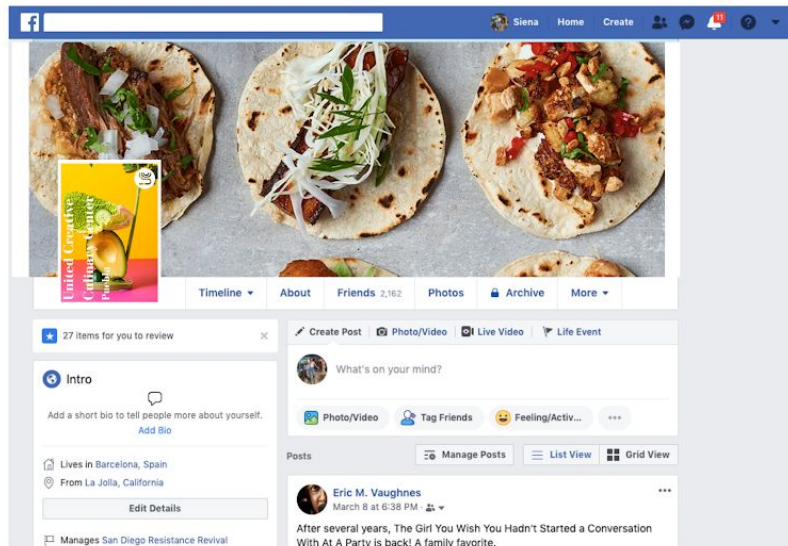 Siena Home Create 11
United Creative
Culinary Center
Puebla
Timeline About Friends 2,162 Photos Archive More
27 items for you to review
Create Post Photo/Video Live Video Life Event
What's on your mind?
Photo/Video Tag Friends Feeling/Activ...
Intro
Add a short bio to tell people more about yourself.
Add Bio
Lives in Barcelona, Spain
From La Jolla, California
Edit Details
Manages San Diego Resistance Revival
Posts Manage Posts List View Grid View
Eric M. Vaughnes
March 8 at 6:38 PM
After several years, The Girl You Wish You Hadn't Started a Conversation
With At A Party is back! A family favorite.